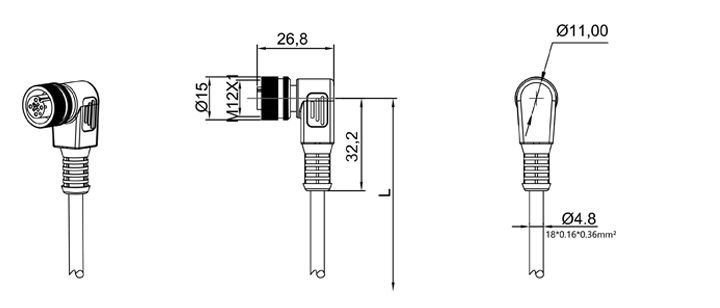 26,8
Ø15
M12X1
32,2
L
Ø11,00
Ø4.8
18*0.16*0.36mm²